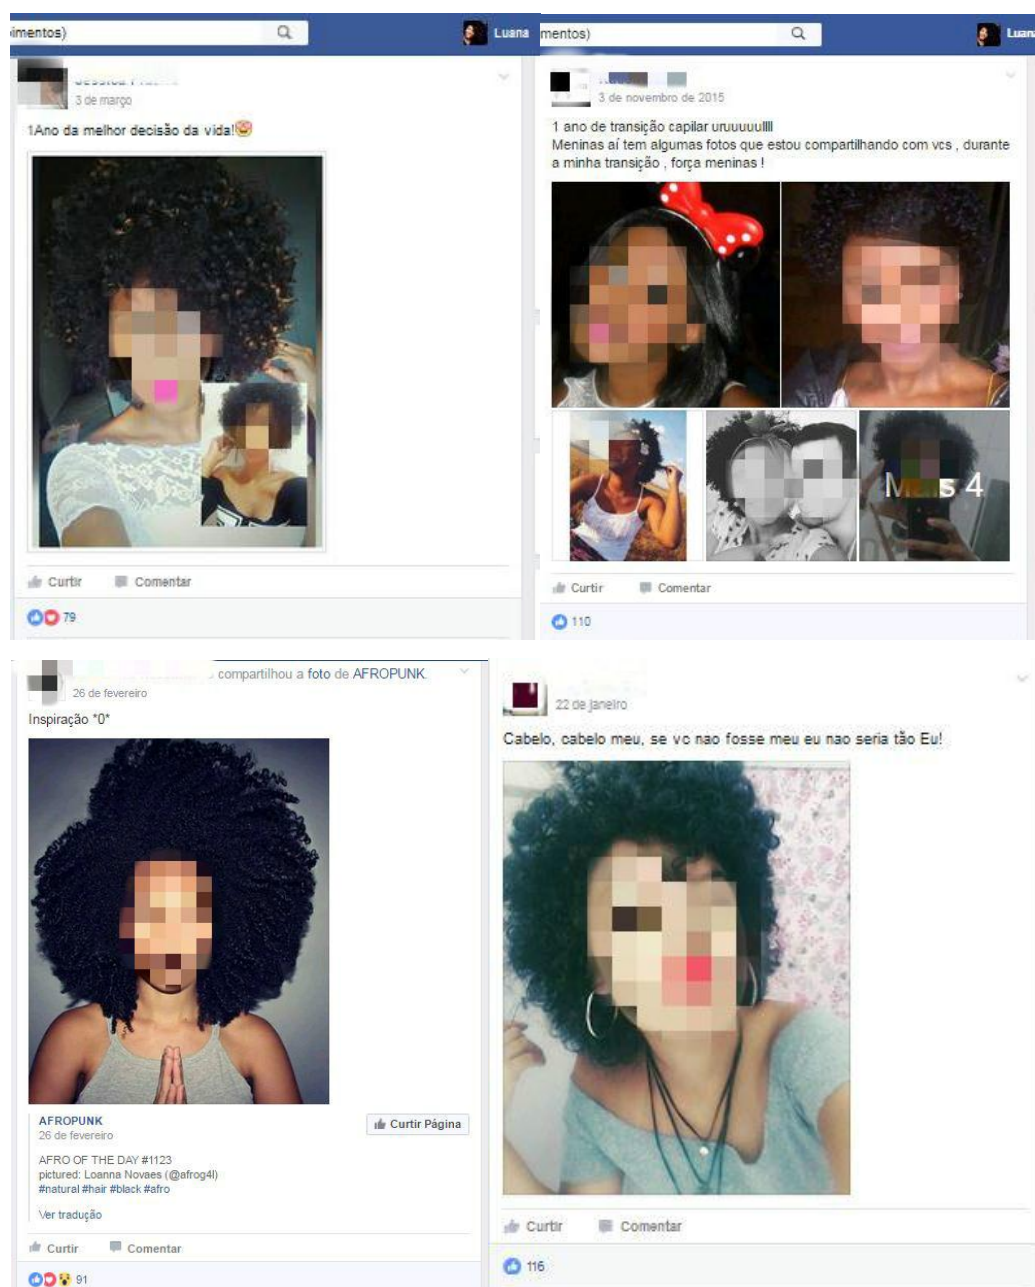 imentos)
Luana
3 de março
1Ano da melhor decisão da vida!
Curtir
Comentar
79
mentos)
Luana
3 de novembro de 2015
1 ano de transição capilar uruuuuullll
Meninas aí tem algumas fotos que estou compartilhando com vcs , durante
a minha transição , força meninas !
Mais 4
Curtir
Comentar
110
compartilhou a foto de AFROPUNK.
26 de fevereiro
Inspiração *0*
AFROPUNK
26 de fevereiro
Curtir Página
AFRO OF THE DAY #1123
pictured: Loanna Novaes (@afrog4l)
#natural #hair #black #afro
Ver tradução
Curtir
Comentar
91
22 de janeiro
Cabelo, cabelo meu, se vc nao fosse meu eu nao seria tão Eu!
Curtir
Comentar
116